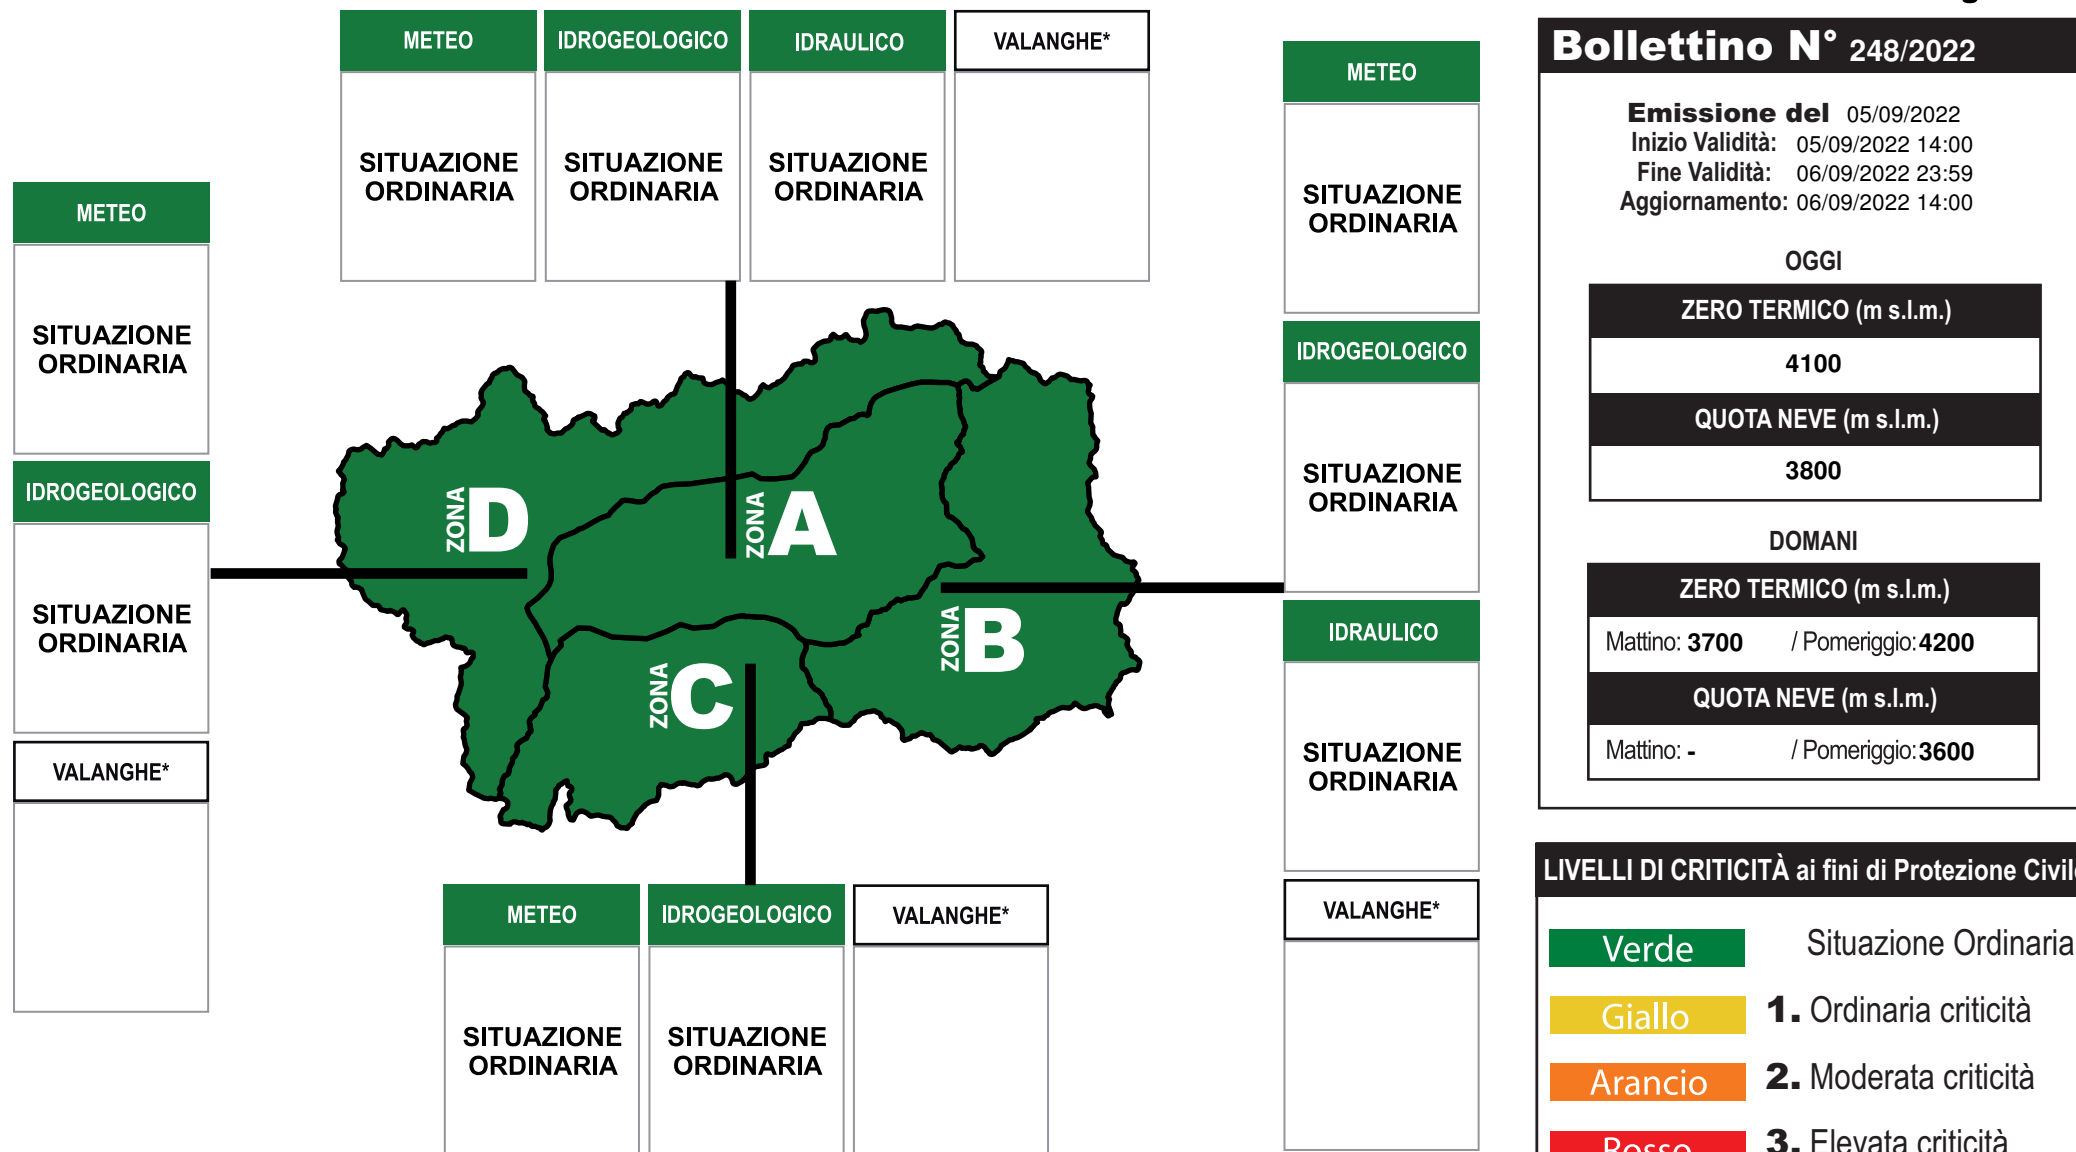 METEO
IDROGEOLOGICO
IDRAULICO
VALANGHE*
SITUAZIONE
ORDINARIA
SITUAZIONE
ORDINARIA
SITUAZIONE
ORDINARIA
METEO
SITUAZIONE
ORDINARIA
IDROGEOLOGICO
SITUAZIONE
ORDINARIA
VALANGHE*
ZONA D
ZONA A
ZONA B
ZONA C
METEO
SITUAZIONE
ORDINARIA
IDROGEOLOGICO
SITUAZIONE
ORDINARIA
IDRAULICO
SITUAZIONE
ORDINARIA
VALANGHE*
METEO
IDROGEOLOGICO
VALANGHE*
SITUAZIONE
ORDINARIA
SITUAZIONE
ORDINARIA
Bollettino N° 248/2022
Emissione del 05/09/2022
Inizio Validità: 05/09/2022 14:00
Fine Validità: 06/09/2022 23:59
Aggiornamento: 06/09/2022 14:00
OGGI
ZERO TERMICO (m s.l.m.)
4100
QUOTA NEVE (m s.l.m.)
3800
DOMANI
ZERO TERMICO (m s.l.m.)
Mattino: 3700 / Pomeriggio: 4200
QUOTA NEVE (m s.l.m.)
Mattino: - / Pomeriggio: 3600
LIVELLI DI CRITICITÀ ai fini di Protezione Civile
Verde Situazione Ordinaria
Giallo 1. Ordinaria criticità
Arancio 2. Moderata criticità
Rosso 3. Elevata criticità